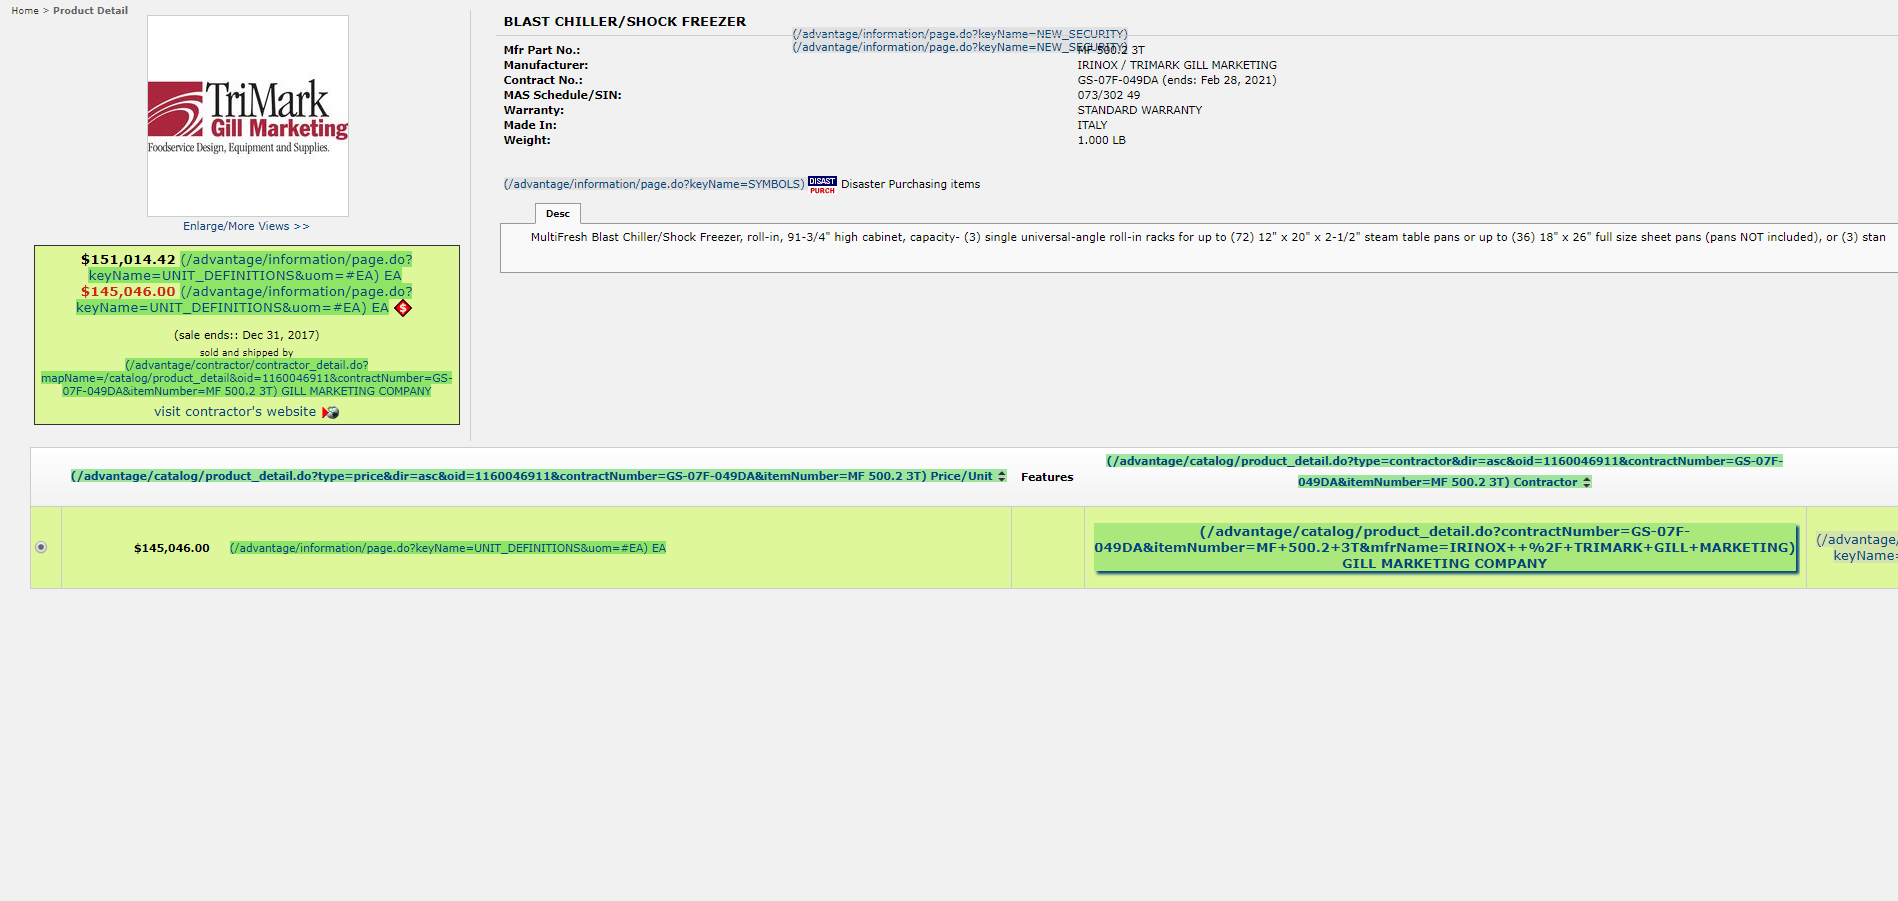 Home > Product Detail
TriMark
Gill Marketing
Foodservice Design, Equipment and Supplies.
Enlarge/More Views >>
$151,014.42 (/advantage/information/page.do?
keyName=UNIT_DEFINITIONS&uom=#EA) EA
$145,046.00 (/advantage/information/page.do?
keyName=UNIT_DEFINITIONS&uom=#EA) EA $
(sale ends:: Dec 31, 2017)
sold and shipped by
(/advantage/contractor/contractor_detail.do?
mapName=/catalog/product_detail&oid=1160046911&contractNumber=GS-
07F-049DA&itemNumber=MF 500.2 3T) GILL MARKETING COMPANY
visit contractor's website
BLAST CHILLER/SHOCK FREEZER
(/advantage/information/page.do?keyName=NEW_SECURITY)
(/advantage/information/page.do?keyName=NEW_SECURITY)
Mfr Part No.: MF 500.2 3T
Manufacturer: IRINOX / TRIMARK GILL MARKETING
Contract No.: GS-07F-049DA (ends: Feb 28, 2021)
MAS Schedule/SIN: 073/302 49
Warranty: STANDARD WARRANTY
Made In: ITALY
Weight: 1.000 LB
(/advantage/information/page.do?keyName=SYMBOLS) DISAST PURCH Disaster Purchasing items
Desc
MultiFresh Blast Chiller/Shock Freezer, roll-in, 91-3/4" high cabinet, capacity- (3) single universal-angle roll-in racks for up to (72) 12" x 20" x 2-1/2" steam table pans or up to (36) 18" x 26" full size sheet pans (pans NOT included), or (3) stan
(/advantage/catalog/product_detail.do?type=price&dir=asc&oid=1160046911&contractNumber=GS-07F-049DA&itemNumber=MF 500.2 3T) Price/Unit
Features
(/advantage/catalog/product_detail.do?type=contractor&dir=asc&oid=1160046911&contractNumber=GS-07F-
049DA&itemNumber=MF 500.2 3T) Contractor
$145,046.00 (/advantage/information/page.do?keyName=UNIT_DEFINITIONS&uom=#EA) EA
(/advantage/catalog/product_detail.do?contractNumber=GS-07F-
049DA&itemNumber=MF+500.2+3T&mfrName=IRINOX++%2F+TRIMARK+GILL+MARKETING)
GILL MARKETING COMPANY
(/advantage/
keyName=